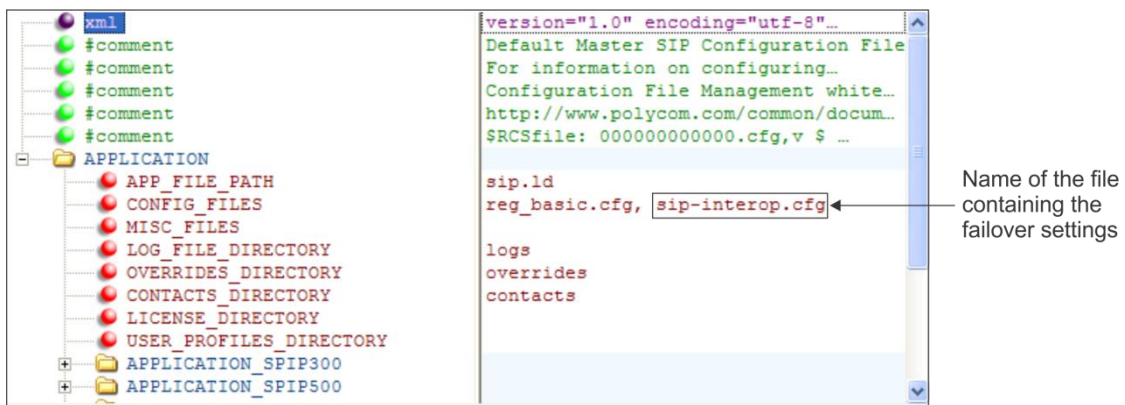 xml version="1.0" encoding="utf-8"…
#comment Default Master SIP Configuration File
#comment For information on configuring…
#comment Configuration File Management white…
#comment http://www.polycom.com/common/docum…
#comment $RCSfile: 000000000000.cfg,v $ …
APPLICATION
APP_FILE_PATH sip.ld
CONFIG_FILES reg_basic.cfg, sip-interop.cfg
MISC_FILES
LOG_FILE_DIRECTORY logs
OVERRIDES_DIRECTORY overrides
CONTACTS_DIRECTORY contacts
LICENSE_DIRECTORY
USER_PROFILES_DIRECTORY
APPLICATION_SPIP300
APPLICATION_SPIP500
Name of the file
containing the
failover settings